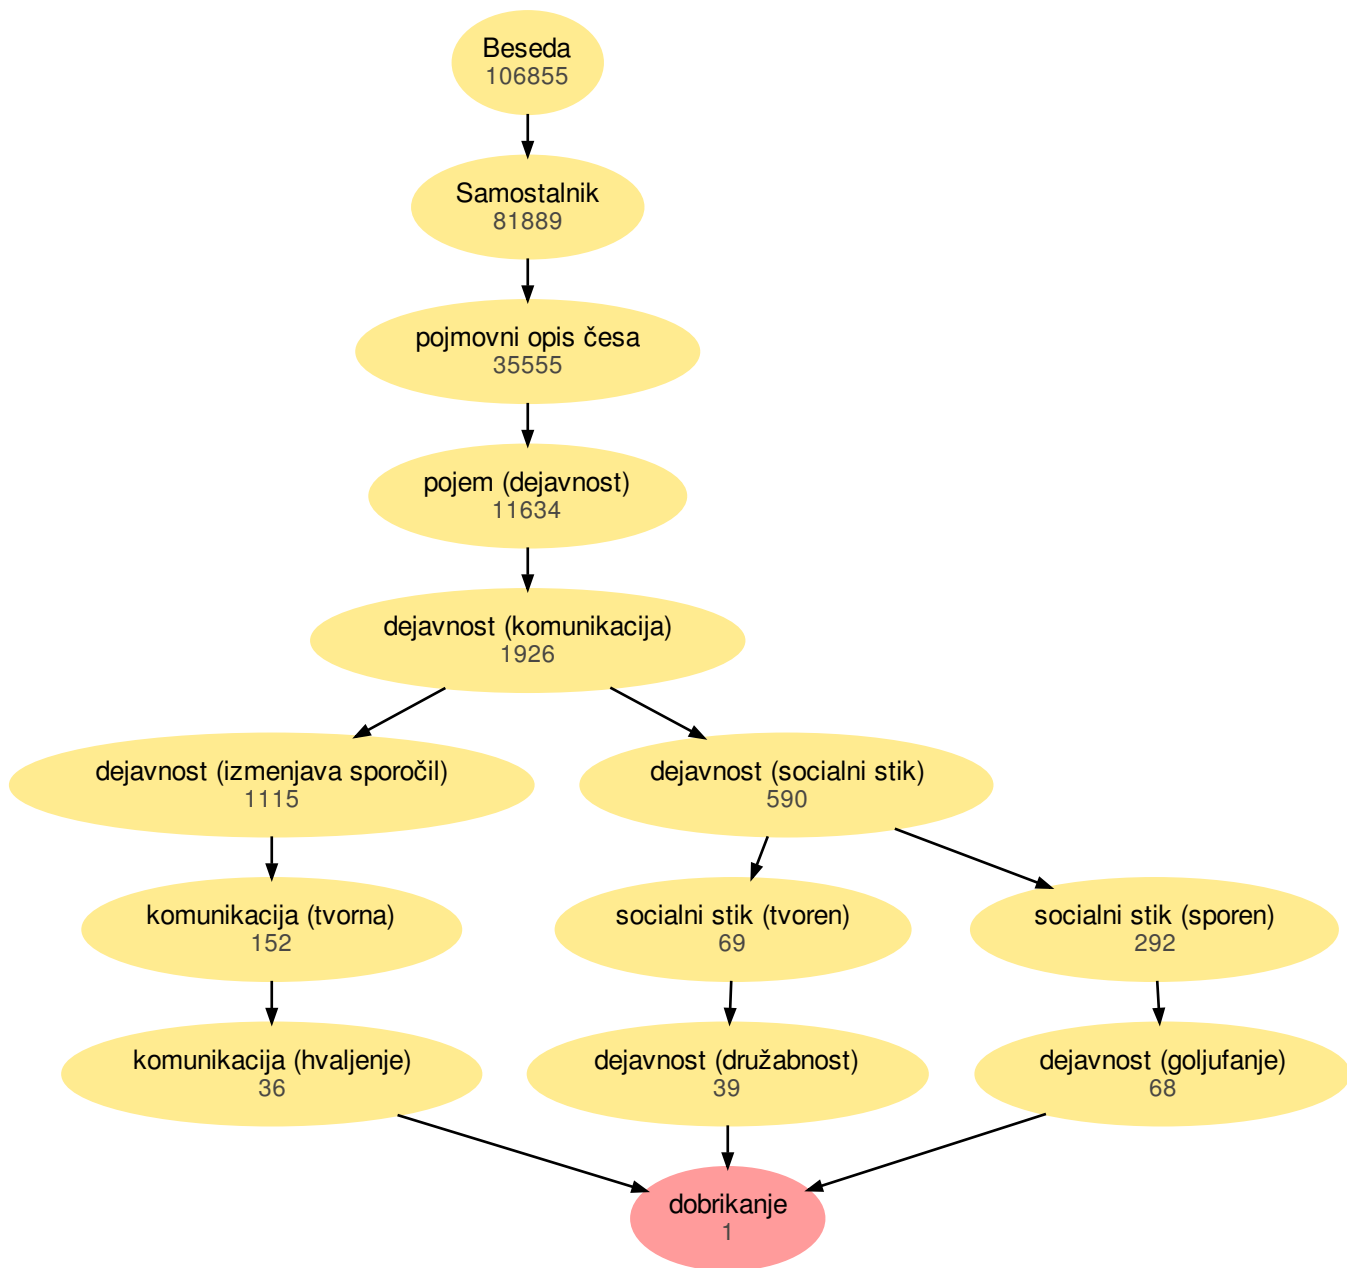 Beseda
106855
Samostalnik
81889
pojmovni opis česa
35555
pojem (dejavnost)
11634
dejavnost (komunikacija)
1926
dejavnost (izmenjava sporočil)
1115
dejavnost (socialni stik)
590
komunikacija (tvorna)
152
socialni stik (tvoren)
69
socialni stik (sporen)
292
komunikacija (hvaljenje)
36
dejavnost (družabnost)
39
dejavnost (goljufanje)
68
dobrikanje
1